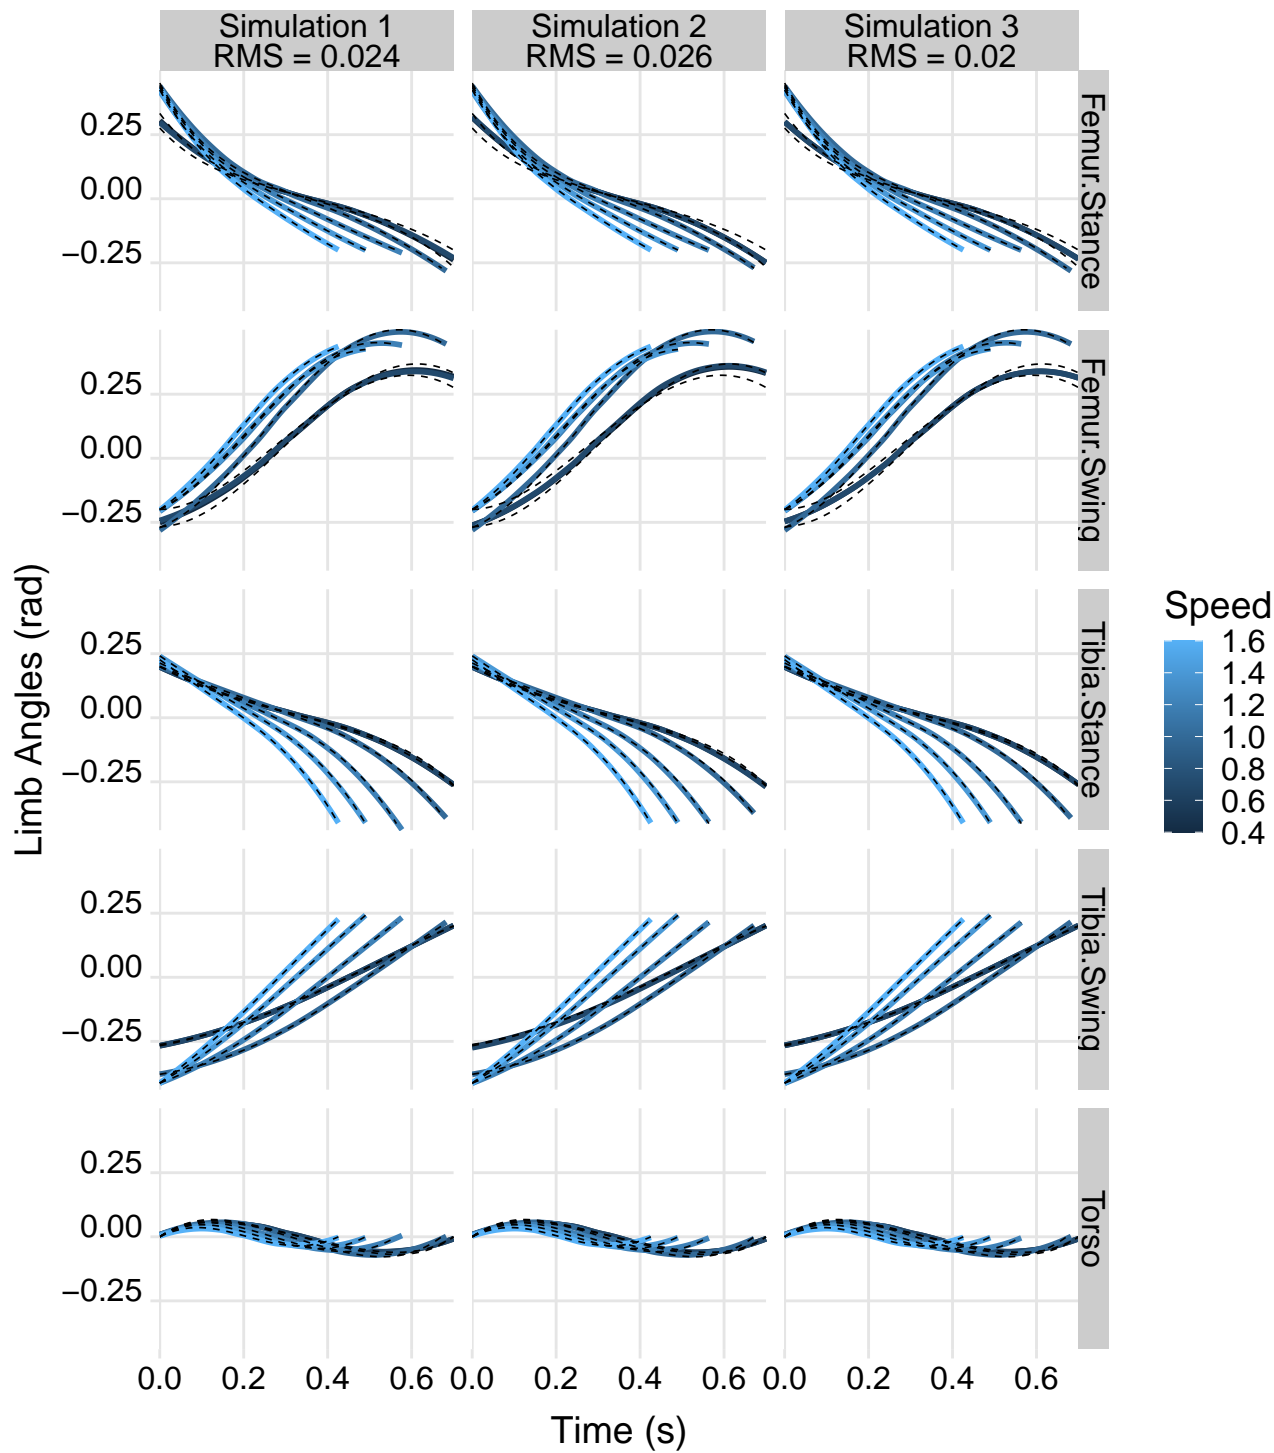 Simulation 1
RMS = 0.024
Simulation 2
RMS = 0.026
Simulation 3
RMS = 0.02
0.25
0.00
−0.25
Femur.Stance
0.25
0.00
−0.25
Femur.Swing
0.25
0.00
−0.25
Tibia.Stance
0.25
0.00
−0.25
Tibia.Swing
0.25
0.00
−0.25
Torso
Limb Angles (rad)
0.0 0.2 0.4 0.6
0.0 0.2 0.4 0.6
0.0 0.2 0.4 0.6
Time (s)
Speed
1.6
1.4
1.2
1.0
0.8
0.6
0.4